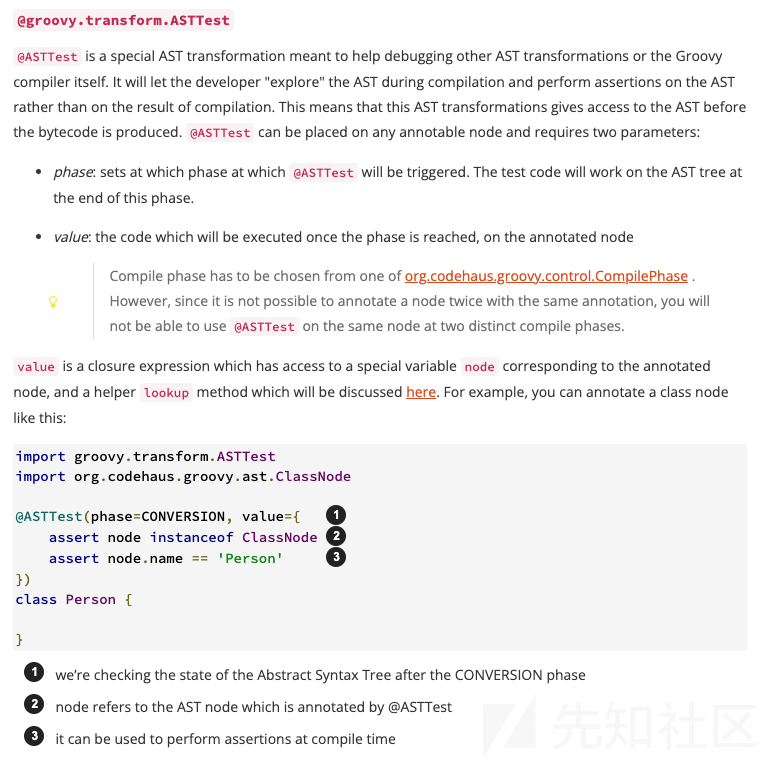 @groovy.transform.ASTTest
@ASTTest is a special AST transformation meant to help debugging other AST transformations or the Groovy
compiler itself. It will let the developer "explore" the AST during compilation and perform assertions on the AST
rather than on the result of compilation. This means that this AST transformations gives access to the AST before
the bytecode is produced. @ASTTest can be placed on any annotable node and requires two parameters:
• phase: sets at which phase at which @ASTTest will be triggered. The test code will work on the AST tree at
the end of this phase.
• value: the code which will be executed once the phase is reached, on the annotated node
Compile phase has to be chosen from one of org.codehaus.groovy.control.CompilePhase .
However, since it is not possible to annotate a node twice with the same annotation, you will
not be able to use @ASTTest on the same node at two distinct compile phases.
value is a closure expression which has access to a special variable node corresponding to the annotated
node, and a helper lookup method which will be discussed here. For example, you can annotate a class node
like this:
import groovy.transform.ASTTest
import org.codehaus.groovy.ast.ClassNode
@ASTTest(phase=CONVERSION, value={ 1
assert node instanceof ClassNode 2
assert node.name == 'Person' 3
})
class Person {
}
1 we’re checking the state of the Abstract Syntax Tree after the CONVERSION phase
2 node refers to the AST node which is annotated by @ASTTest
3 it can be used to perform assertions at compile time
先知社区